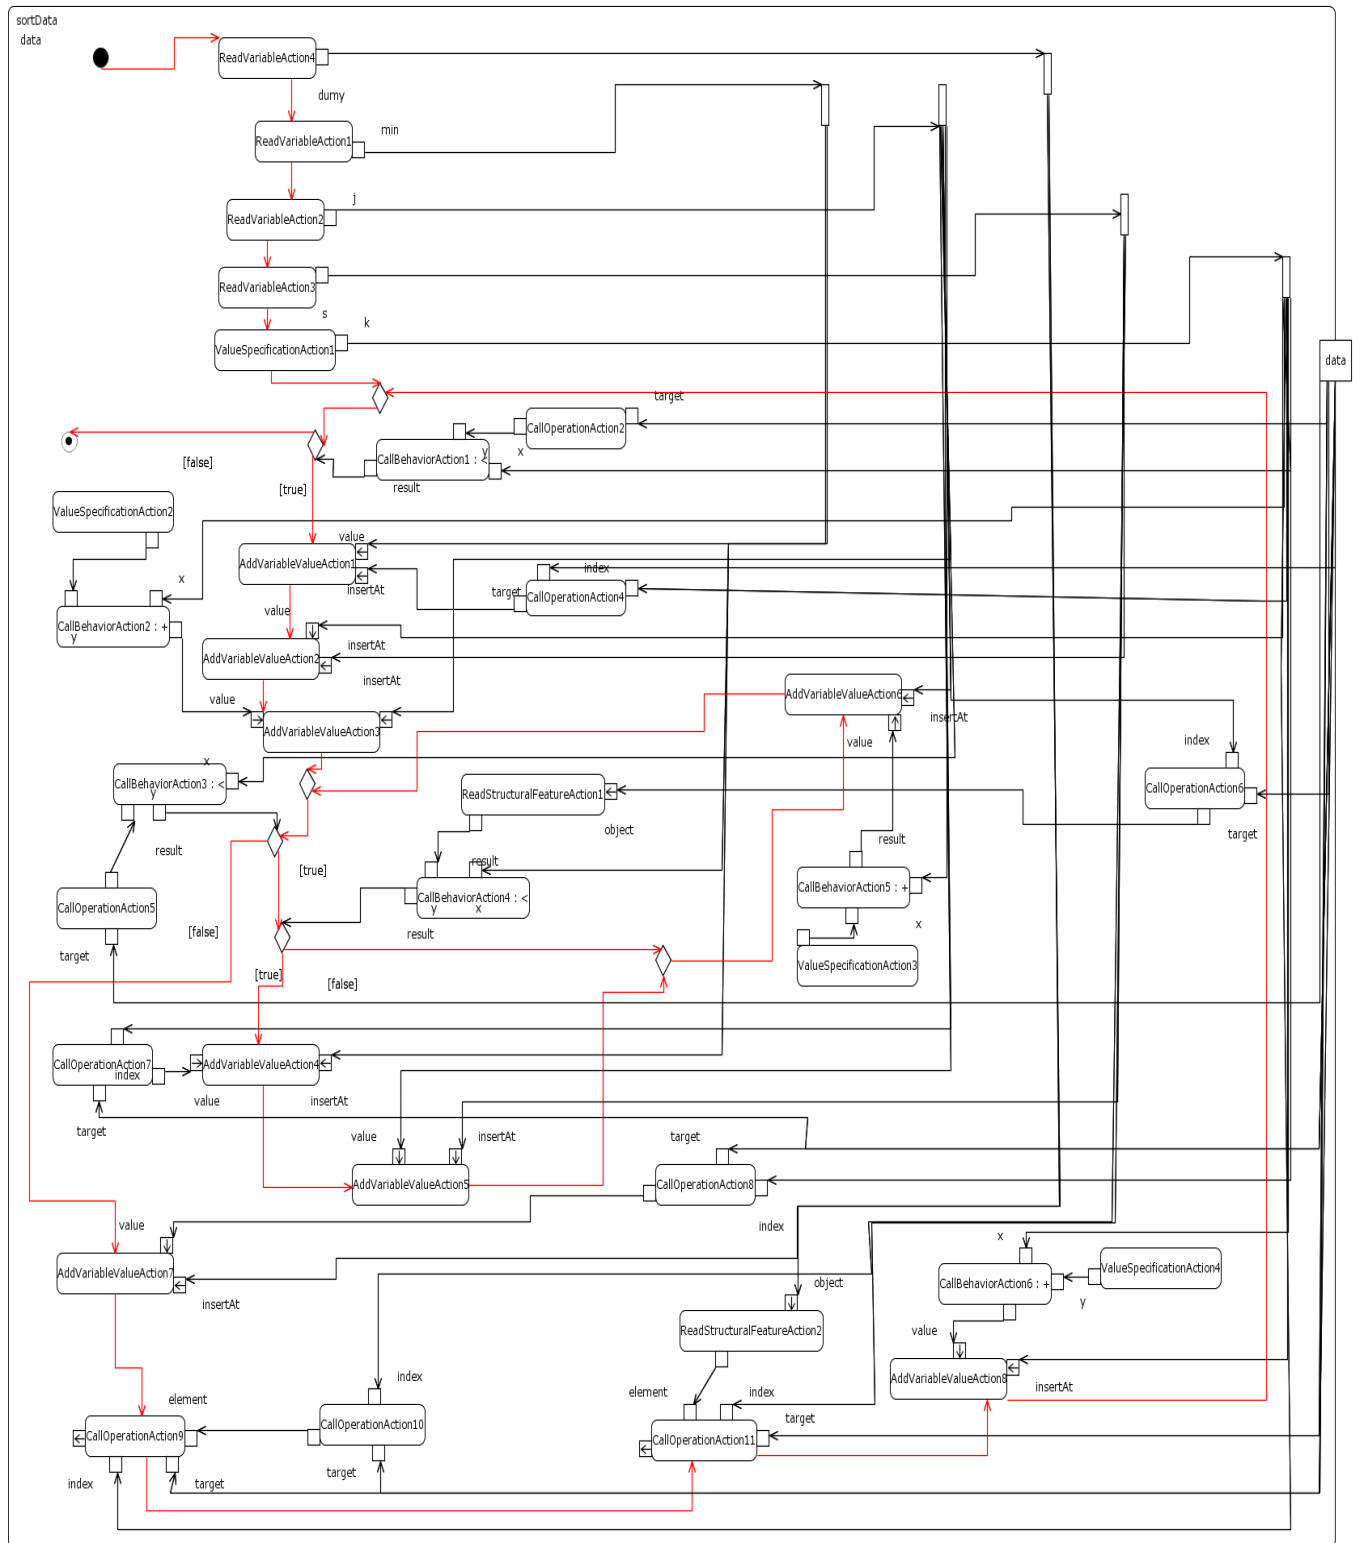 sortData
data
ReadVariableAction4
dumy
ReadVariableAction1
min
ReadVariableAction2
j
ReadVariableAction3
s
k
ValueSpecificationAction1
data
target
CallOperationAction2
CallBehaviorAction1 : <
y
x
[false]
result
[true]
ValueSpecificationAction2
value
AddVariableValueAction1
index
x
insertAt
target
CallOperationAction4
value
CallBehaviorAction2 : +
y
insertAt
AddVariableValueAction2
insertAt
value
AddVariableValueAction3
AddVariableValueAction6
insertAt
value
index
x
CallBehaviorAction3 : <
y
ReadStructuralFeatureAction1
CallOperationAction6
object
target
result
result
result
[true]
CallOperationAction5
CallBehaviorAction4 : <
y
x
CallBehaviorAction5 : +
x
[false]
result
target
ValueSpecificationAction3
[true]
[false]
CallOperationAction7
index
AddVariableValueAction4
value
insertAt
target
value
insertAt
target
AddVariableValueAction5
CallOperationAction8
value
index
x
AddVariableValueAction7
CallBehaviorAction6 : +
ValueSpecificationAction4
insertAt
object
y
ReadStructuralFeatureAction2
value
index
AddVariableValueAction8
insertAt
element
element
index
target
CallOperationAction9
CallOperationAction10
CallOperationAction11
index
target
target